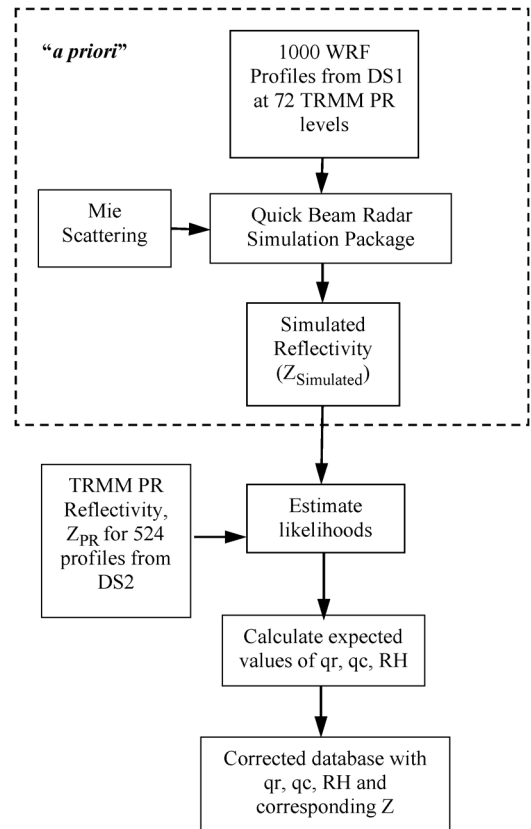 “a priori”
1000 WRF
Profiles from DS1
at 72 TRMM PR
levels
Mie
Scattering
Quick Beam Radar
Simulation Package
Simulated
Reflectivity
(ZSimulated)
TRMM PR
Reflectivity,
ZPR for 524
profiles from
DS2
Estimate
likelihoods
Calculate expected
values of qr, qc, RH
Corrected database with
qr, qc, RH and
corresponding Z